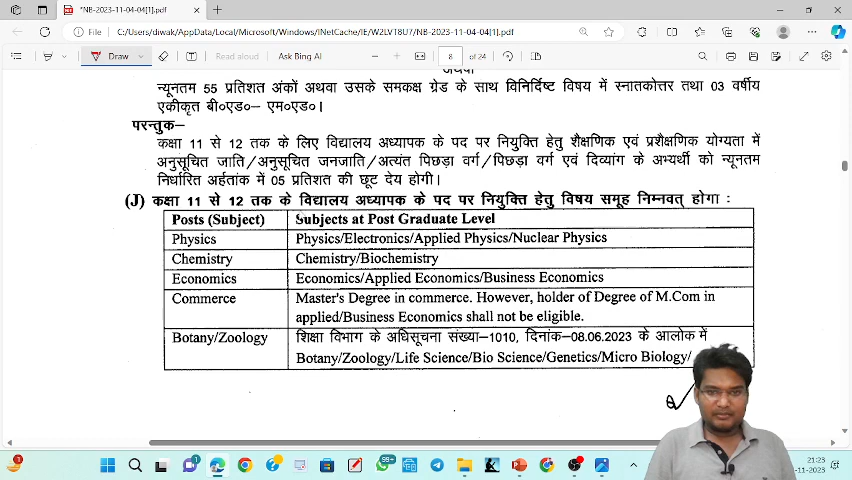 *NB-2023-11-04-04[1].pdf
File
C:/Users/diwak/AppData/Local/Microsoft/Windows/INetCache/IE/W2LVT8U7/NB-2023-11-04-04[1].pdf
Draw
Read aloud
Ask Bing AI
8
of 24
अथवा
न्यूनतम 55 प्रतिशत अंकों अथवा उसके समकक्ष ग्रेड के साथ विनिर्दिष्ट विषय में स्नातकोत्तर तथा 03 वर्षीय
एकीकृत बी०एड०– एम०एड०।
परन्तुक–
कक्षा 11 से 12 तक के लिए विद्यालय अध्यापक के पद पर नियुक्ति हेतु शैक्षणिक एवं प्रशैक्षणिक योग्यता में
अनुसूचित जाति/अनुसूचित जनजाति/अत्यंत पिछड़ा वर्ग/पिछड़ा वर्ग एवं दिव्यांग के अभ्यर्थी को न्यूनतम
निर्धारित अर्हतांक में 05 प्रतिशत की छूट देय होगी।
(J) कक्षा 11 से 12 तक के विद्यालय अध्यापक के पद पर नियुक्ति हेतु विषय समूह निम्नवत् होगा :
Posts (Subject) Subjects at Post Graduate Level
Physics Physics/Electronics/Applied Physics/Nuclear Physics
Chemistry Chemistry/Biochemistry
Economics Economics/Applied Economics/Business Economics
Commerce Master's Degree in commerce. However, holder of Degree of M.Com in
applied/Business Economics shall not be eligible.
Botany/Zoology शिक्षा विभाग के अधिसूचना संख्या–1010, दिनांक–08.06.2023 के आलोक में
Botany/Zoology/Life Science/Bio Science/Genetics/Micro Biology/
99+
21:23
-11-2023